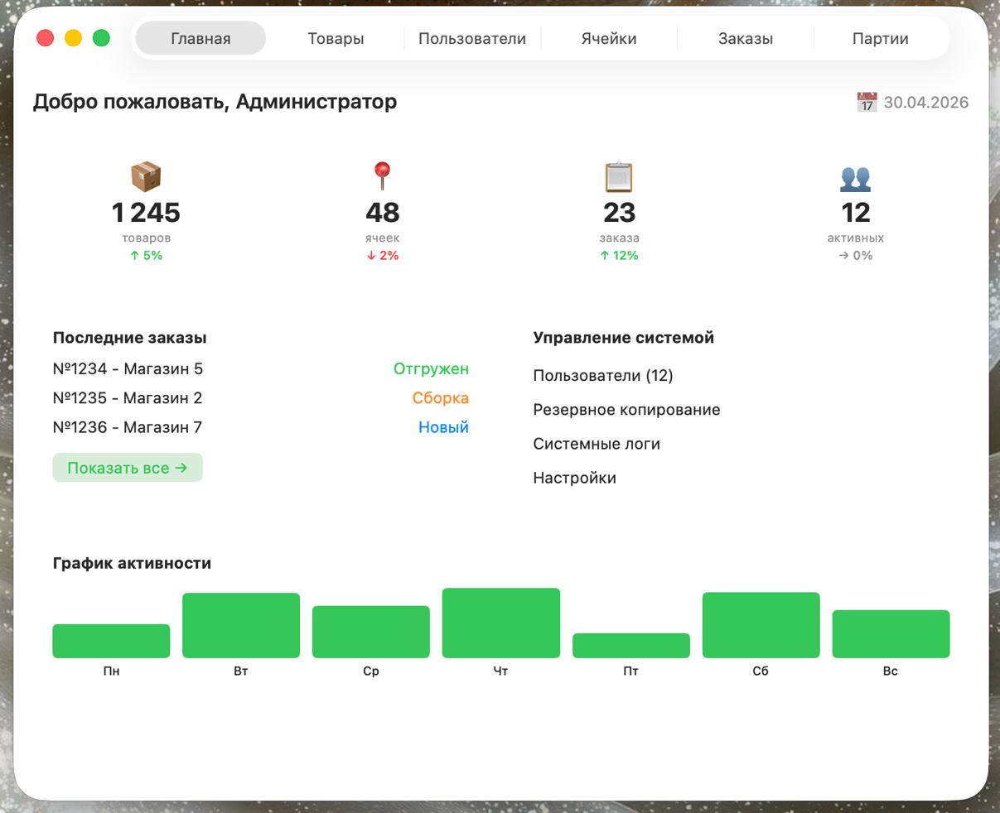 Главная
Товары
Пользователи
Ячейки
Заказы
Партии
Добро пожаловать, Администратор
17
30.04.2026
1 245
товаров
↑ 5%
48
ячеек
↓ 2%
23
заказа
↑ 12%
12
активных
→ 0%
Последние заказы
№1234 - Магазин 5
Отгружен
№1235 - Магазин 2
Сборка
№1236 - Магазин 7
Новый
Показать все →
Управление системой
Пользователи (12)
Резервное копирование
Системные логи
Настройки
График активности
Пн
Вт
Ср
Чт
Пт
Сб
Вс